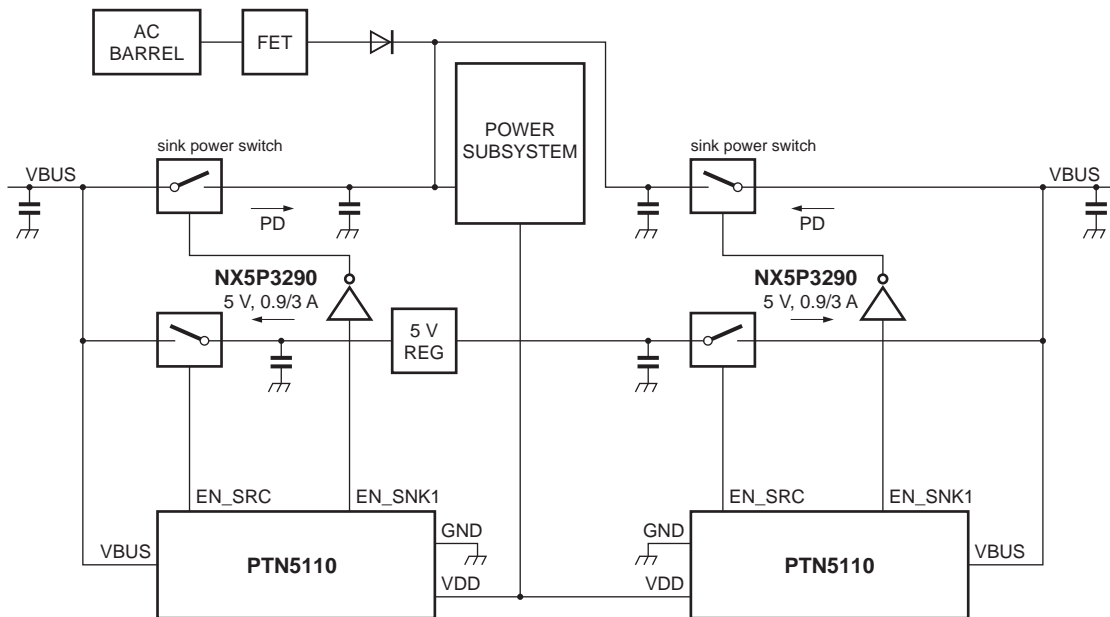 AC
BARREL
FET
POWER
SUBSYSTEM
sink power switch
sink power switch
VBUS
VBUS
PD
PD
NX5P3290
5 V, 0.9/3 A
NX5P3290
5 V, 0.9/3 A
5 V
REG
EN_SRC
EN_SNK1
EN_SRC
EN_SNK1
GND
GND
VBUS
PTN5110
VDD
VDD
PTN5110
VBUS